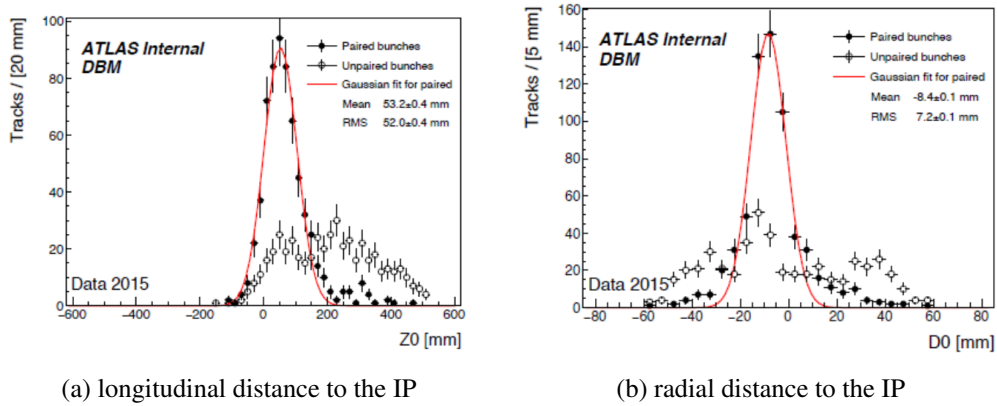 ATLAS Internal
DBM
Paired bunches
Unpaired bunches
Gaussian fit for paired
Mean 53.2±0.4 mm
RMS 52.0±0.4 mm
Tracks / [20 mm]
100
80
60
40
20
0
Data 2015
−600 −400 −200 0 200 400 600
Z0 [mm]
(a) longitudinal distance to the IP
ATLAS Internal
DBM
Paired bunches
Unpaired bunches
Gaussian fit for paired
Mean -8.4±0.1 mm
RMS 7.2±0.1 mm
Tracks / [5 mm]
160
140
120
100
80
60
40
20
0
Data 2015
−80 −60 −40 −20 0 20 40 60 80
D0 [mm]
(b) radial distance to the IP